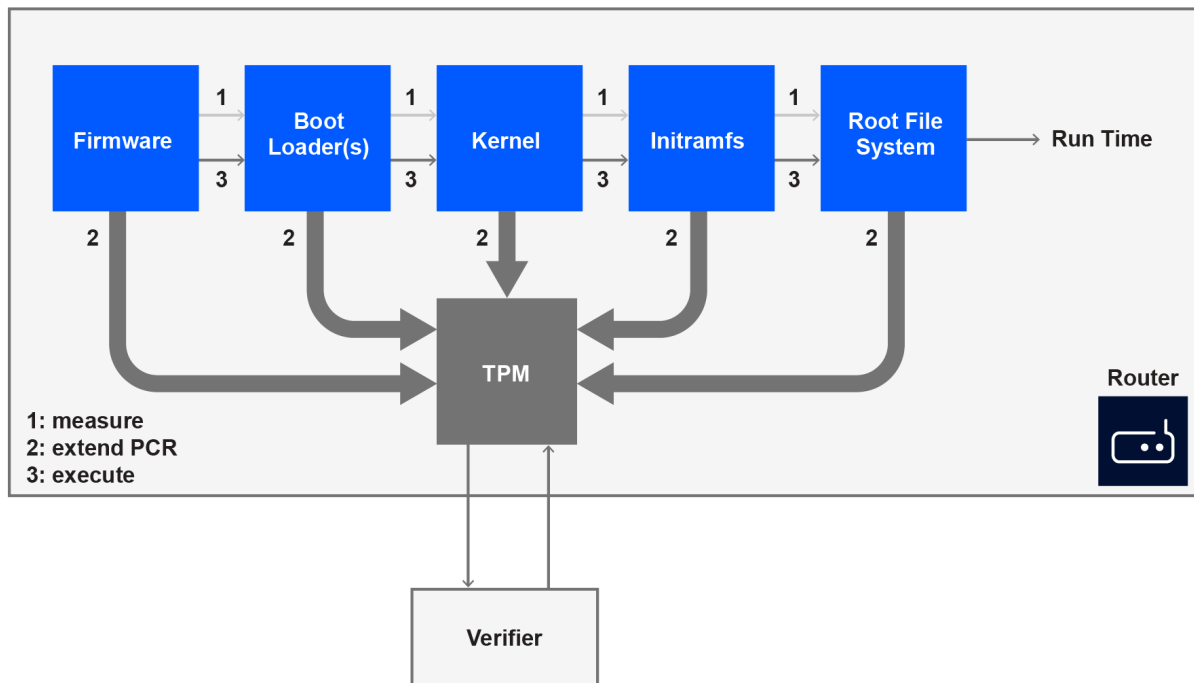 1
1
1
1
Firmware
Boot
Loader(s)
Kernel
Initramfs
Root File
System
Run Time
3
3
3
3
2
2
2
2
2
TPM
Router
1: measure
2: extend PCR
3: execute
Verifier